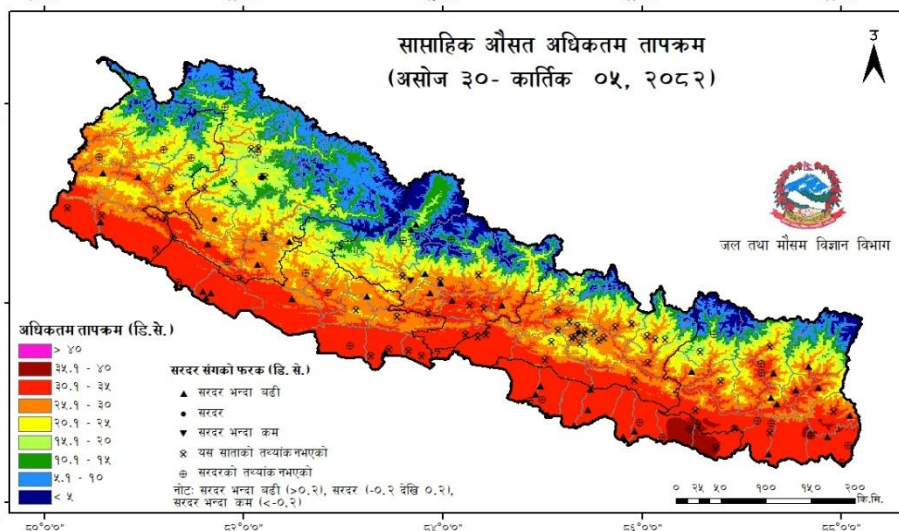 साप्ताहिक औसत अधिकतम तापक्रम
(असोज ३०- कार्तिक ०५, २०८२)
उ
जल तथा मौसम विज्ञान विभाग
अधिकतम तापक्रम (डि.से.)
> ४०
३५.१ - ४०
३०.१ - ३५
२५.१ - ३०
२०.१ - २५
१५.१ - २०
१०.१ - १५
५.१ - १०
< ५
सरदर संगको फरक (डि. से.)
सरदर भन्दा बढी
सरदर
सरदर भन्दा कम
यस साताको तथ्यांक नभएको
सरदरको तथ्यांक नभएको
नोटः सरदर भन्दा बढी (>०.२), सरदर (-०.२ देखि ०.२),
सरदर भन्दा कम (<-०.२)
० २५ ५० १०० १५० २००
कि.मि.
८०°०'०" ८२°०'०" ८४°०'०" ८६°०'०" ८८°०'०"